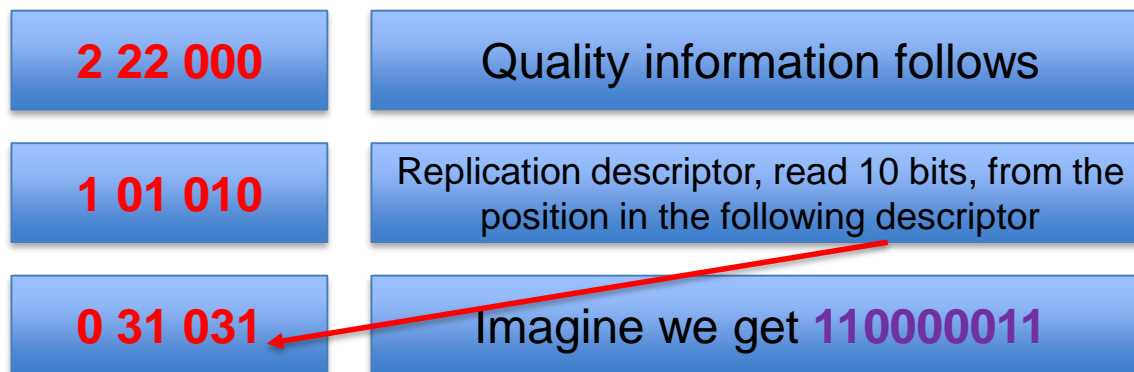 2 22 000
Quality information follows
1 01 010
Replication descriptor, read 10 bits, from the
position in the following descriptor
0 31 031
Imagine we get 110000011